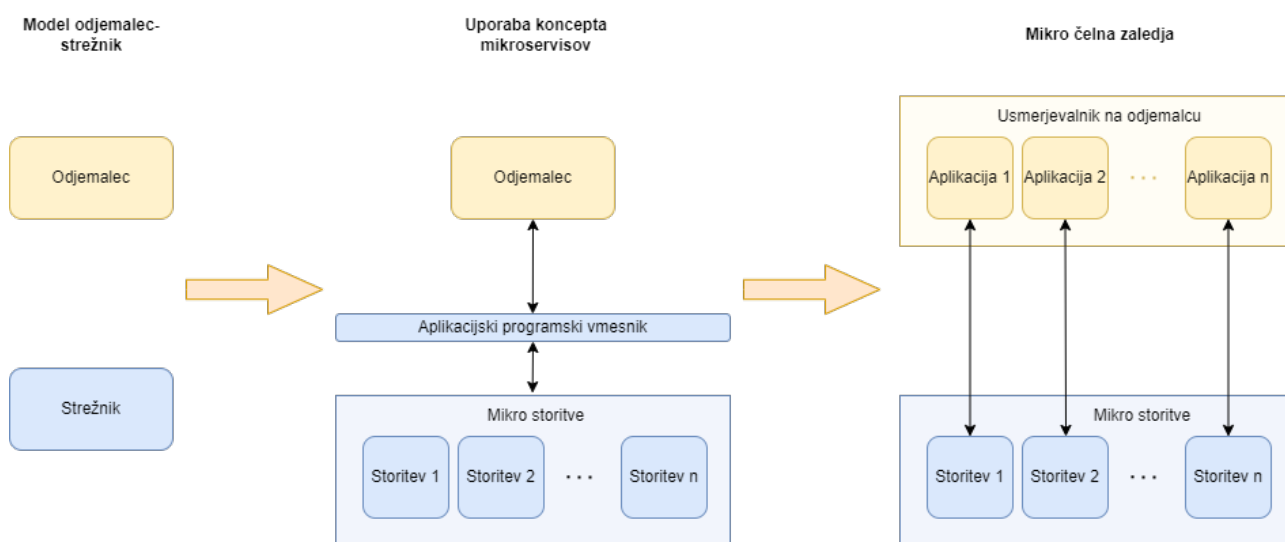 Model odjemalec-
strežnik
Odjemalec
Strežnik
Uporaba koncepta
mikroservisov
Odjemalec
Aplikacijski programski vmesnik
Mikro storitve
Storitev 1
Storitev 2
...
Storitev n
Mikro čelna zaledja
Usmerjevalnik na odjemalcu
Aplikacija 1
Aplikacija 2
...
Aplikacija n
Mikro storitve
Storitev 1
Storitev 2
...
Storitev n